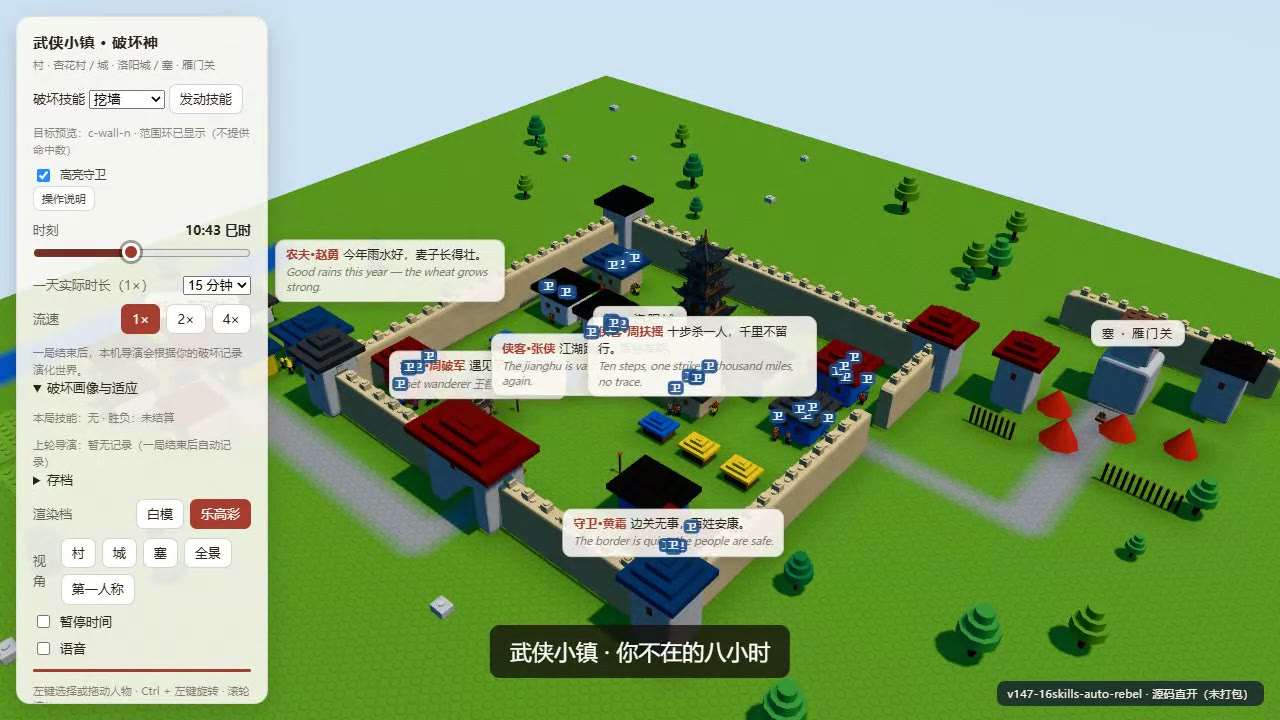 武侠小镇 • 破坏神
村 · 杏花村 / 城 · 洛阳城 / 塞 · 雁门关
破坏技能 挖墙 发动技能
目标预览：c-wall-n · 范围环已显示（不提供
命中数）
高亮守卫
操作说明
时刻 10:43 巳时
一天实际时长（1×） 15 分钟
流速 1× 2× 4×
一局结束后，本机导演会根据你的破坏记录
演化世界。
▼ 破坏画像与适应
本局技能：无 · 胜负：未结算
上轮导演：暂无记录（一局结束后自动记
录）
▶ 存档
渲染档 白模 乐高彩
视角 村 城 塞 全景
第一人称
暂停时间
语音
左键选择或拖动人物 · Ctrl + 左键旋转 · 滚轮
农夫•赵勇 今年雨水好，麦子长得壮。
Good rains this year — the wheat grows
strong.
周破军 遇见
met wanderer
侠客•张侠 江湖
The jianghu is va
again.
周扶摇 十步杀一人，千里不留
行。
Ten steps, one strike thousand miles,
no trace.
塞 · 雁门关
守卫•黄霜 边关无事，百姓安康。
The border is quiet the people are safe.
卫
武侠小镇 · 你不在的八小时
v147-16skills-auto-rebel · 源码直开（未打包）